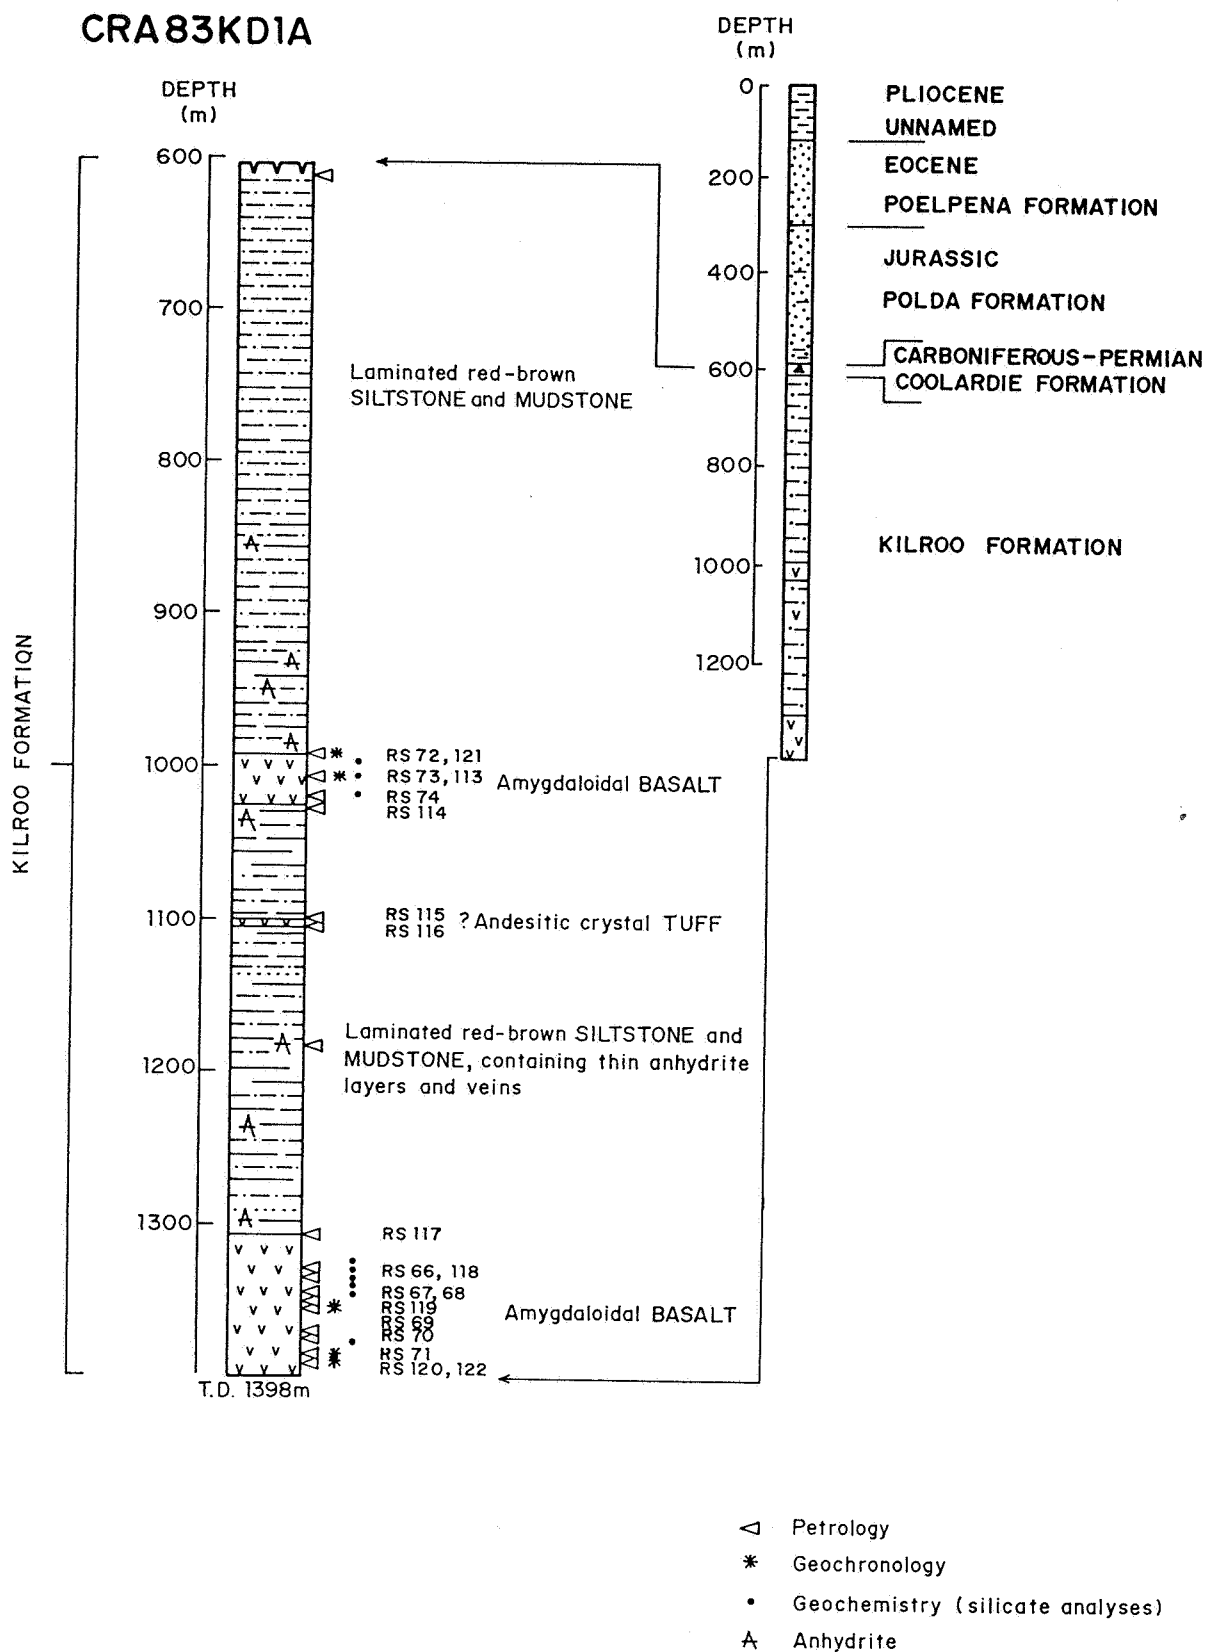 CRA83KD1A
DEPTH
(m)
600
700
800
900
1000
1100
1200
1300
KILROO FORMATION
Laminated red-brown
SILTSTONE and MUDSTONE
RS 72, 121
RS 73, 113
RS 74
RS 114
Amygdaloidal BASALT
RS 115
RS 116
? Andesitic crystal TUFF
Laminated red-brown SILTSTONE and
MUDSTONE, containing thin anhydrite
layers and veins
RS 117
RS 66, 118
RS 67, 68
RS 119
RS 69
RS 70
RS 71
RS 120, 122
Amygdaloidal BASALT
T.D. 1398m
DEPTH
(m)
0
200
400
600
800
1000
1200
PLIOCENE
UNNAMED
EOCENE
POELPENA FORMATION
JURASSIC
POLDA FORMATION
CARBONIFEROUS-PERMIAN
COOLARDIE FORMATION
KILROO FORMATION
Petrology
Geochronology
Geochemistry (silicate analyses)
Anhydrite